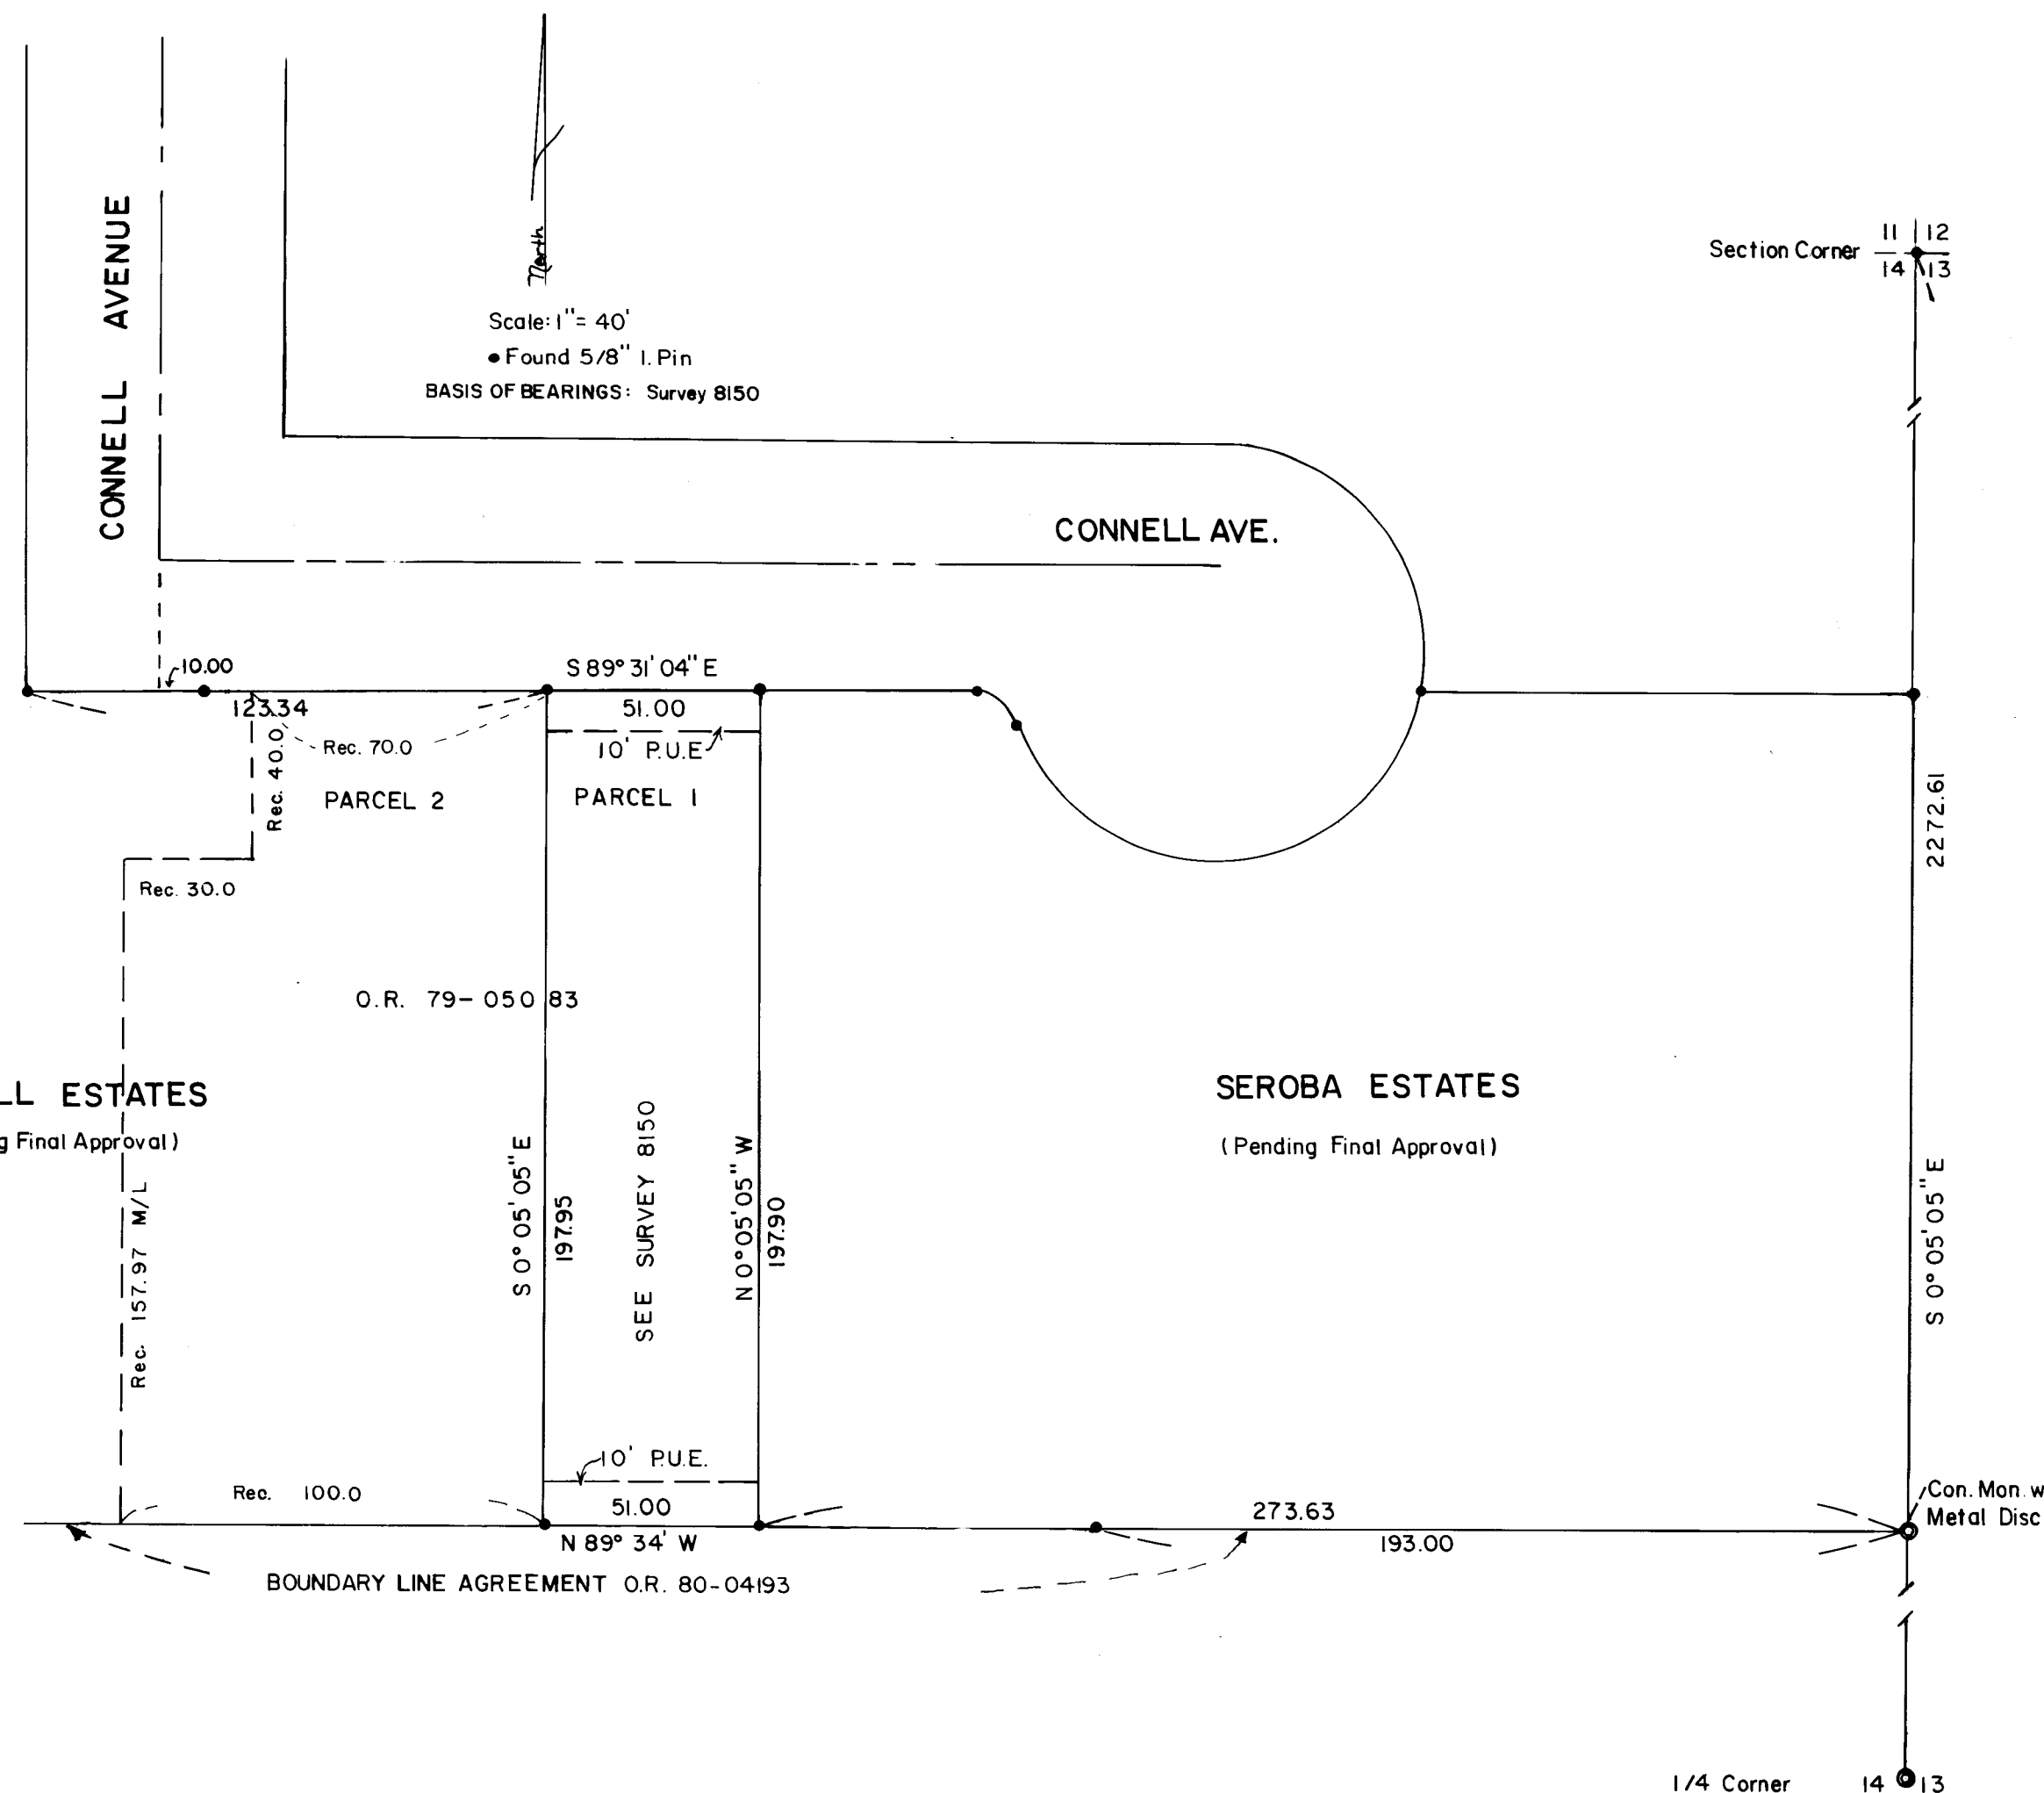 CONNELL AVENUE
North
Scale: 1" = 40'
Found 5/8" I. Pin
BASIS OF BEARINGS: Survey 8150
Section Corner
11 12
14 13
CONNELL AVE.
10.00
S 89° 31' 04" E
123.34
51.00
Rec. 70.0
10' P.U.E
Rec. 40.0
PARCEL 2
PARCEL 1
2272.61
Rec. 30.0
O.R. 79-05083
LL ESTATES
g Final Approval)
SEROBA ESTATES
(Pending Final Approval)
Rec. 157.97 M/L
S 0° 05' 05" E
197.95
SEE SURVEY 8150
N 0° 05' 05" W
197.90
S 0° 05' 05" E
10' P.U.E.
Rec. 100.0
51.00
N 89° 34' W
273.63
193.00
Con. Mon. w
Metal Disc
BOUNDARY LINE AGREEMENT O.R. 80-04193
1/4 Corner 14 13